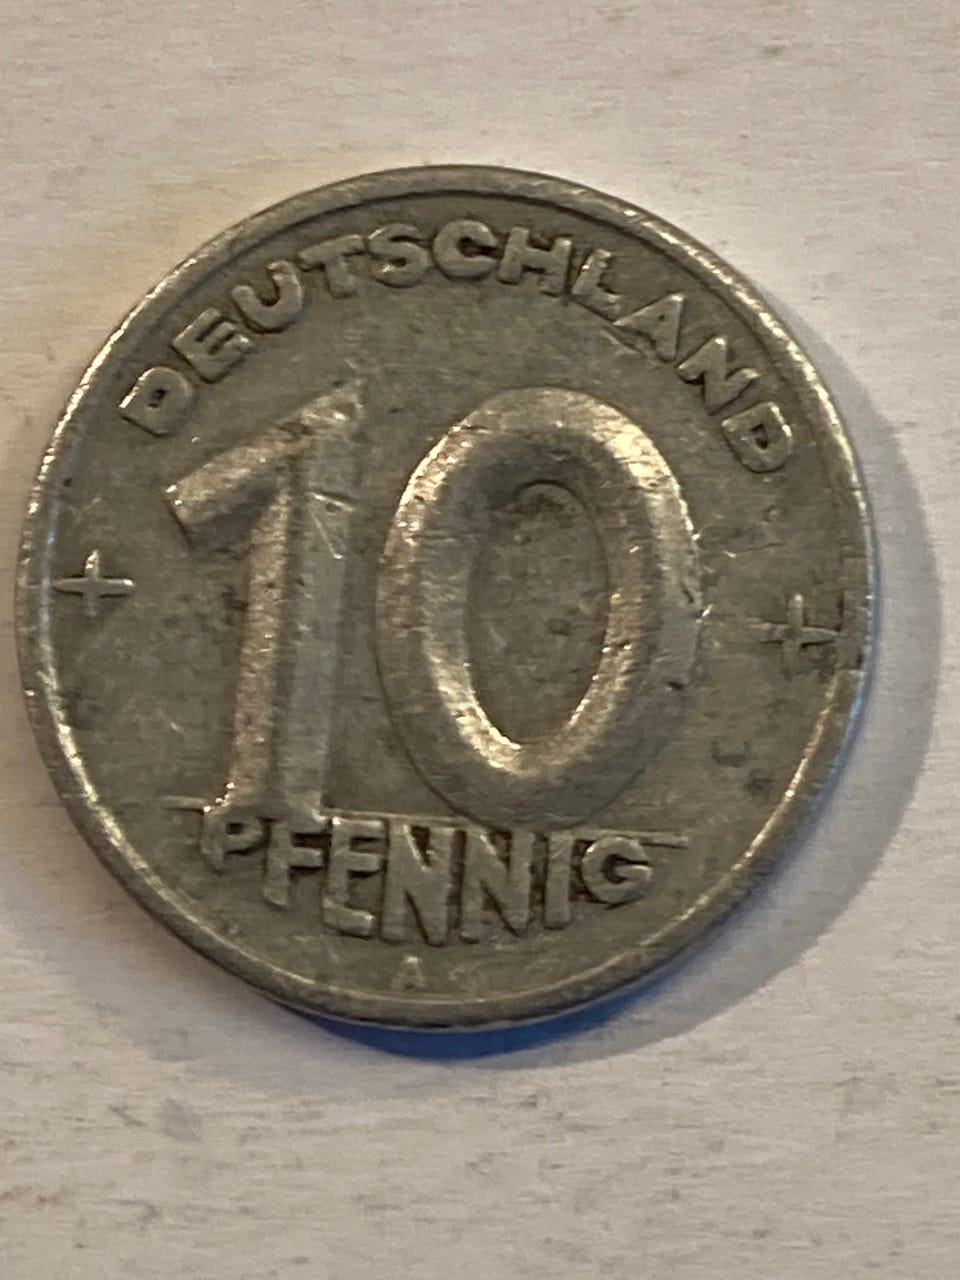 DEUTSCHLAND
10
PFENNIG
A